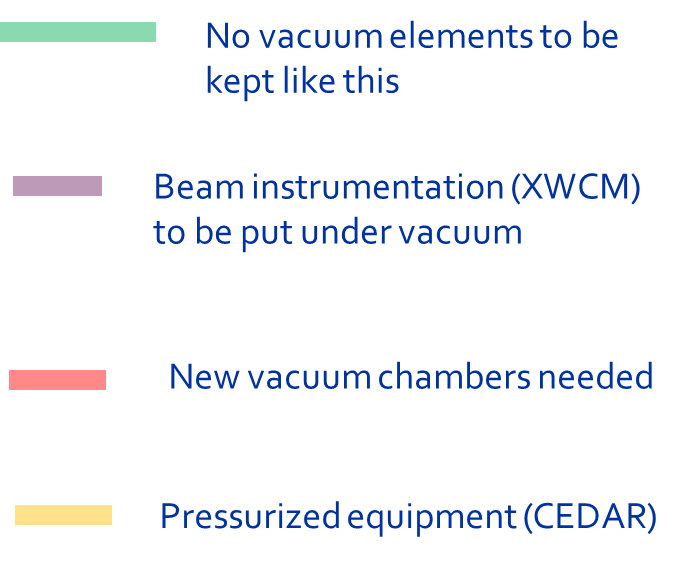 No vacuum elements to be
kept like this
Beam instrumentation (XWCM)
to be put under vacuum
New vacuum chambers needed
Pressurized equipment (CEDAR)